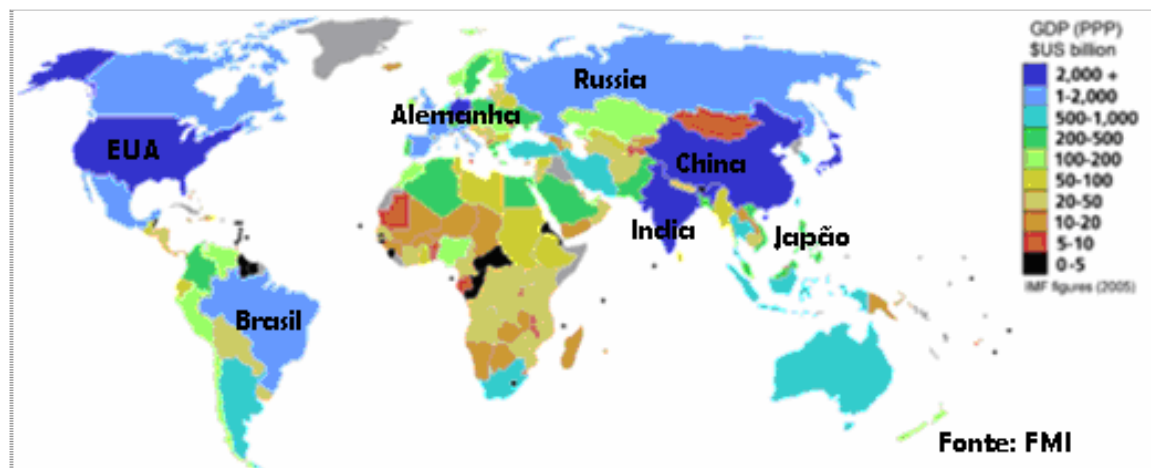 GDP (PPP)
$US billion
2,000 +
1-2,000
500-1,000
200-500
100-200
50-100
20-50
10-20
5-10
0-5
IMF figures (2005)
Russia
Alemanha
EUA
China
India
Japão
Brasil
Fonte: FMI